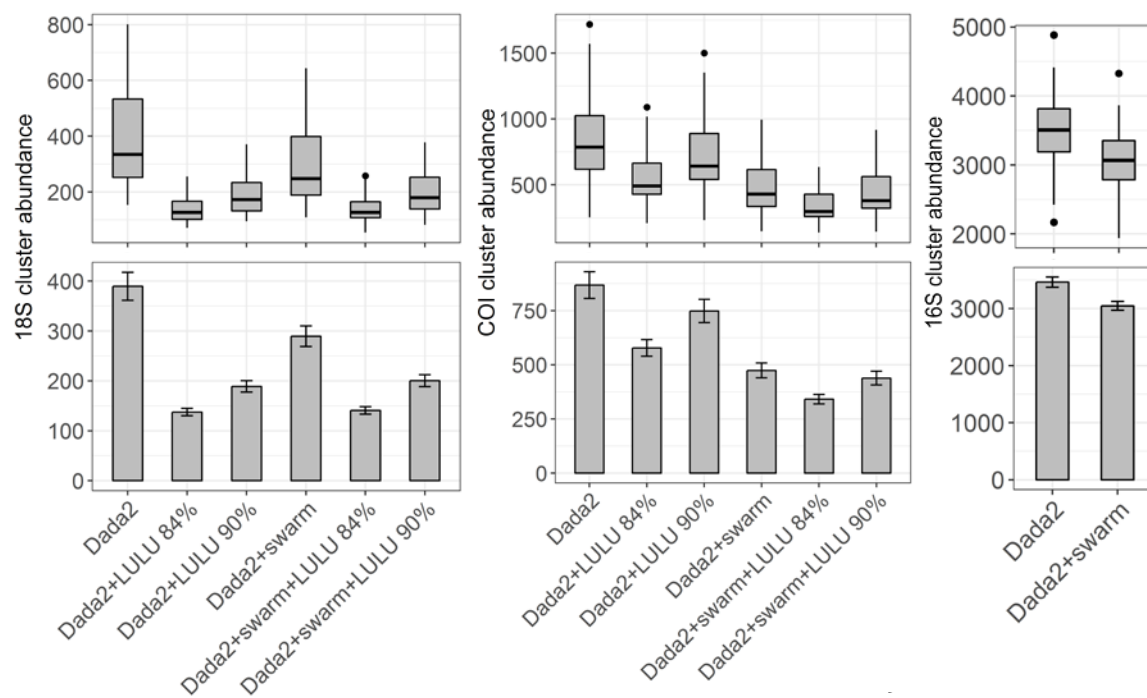 18S cluster abundance
800
600
400
200
400
300
200
100
0
Dada2
Dada2+LULU 84%
Dada2+LULU 90%
Dada2+swarm
Dada2+swarm+LULU 84%
Dada2+swarm+LULU 90%
COI cluster abundance
1500
1000
500
750
500
250
0
Dada2
Dada2+LULU 84%
Dada2+LULU 90%
Dada2+swarm
Dada2+swarm+LULU 84%
Dada2+swarm+LULU 90%
16S cluster abundance
5000
4000
3000
2000
3000
2000
1000
0
Dada2
Dada2+swarm